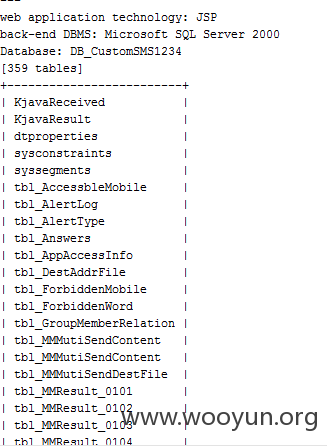 web application technology: JSP
back-end DBMS: Microsoft SQL Server 2000
Database: DB_CustomSMS1234
[359 tables]
+-------------------------+
| KjavaReceived |
| KjavaResult |
| dtproperties |
| sysconstraints |
| syssegments |
| tbl_AccessbleMobile |
| tbl_AlertLog |
| tbl_AlertType |
| tbl_Answers |
| tbl_AppAccessInfo |
| tbl_DestAddrFile |
| tbl_ForbiddenMobile |
| tbl_ForbiddenWord |
| tbl_GroupMemberRelation |
| tbl_MMMutiSendContent |
| tbl_MMMutiSendContent |
| tbl_MMMutiSendDestFile |
| tbl_MMResult_0101 |
| tbl_MMResult_0102 |
| tbl_MMResult_0103 |
| tbl_MMResult_0104 |
www.wooyun.org